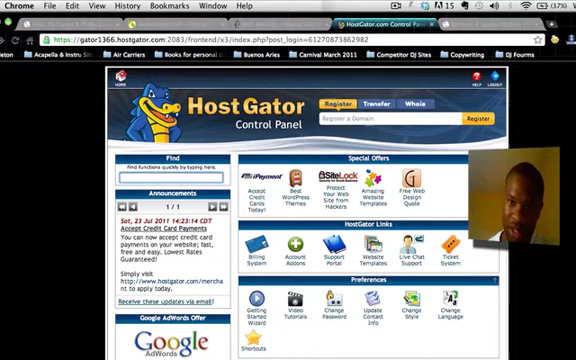 Chrome File Edit View History Bookmarks Window Help
15
(37%)
HostGator.com Control Panel
https://gator1366.hostgator.com:2083/frontend/x3/index.php?post_login=61270873862982
Acapella & Instru
Air Carriers
Books for personal d
Buenos Aries
Carnival March 2011
Competitor DJ Sites
DJ Fourms
HOME
HELP
LOGOUT
HostGator
Control Panel
Register
Transfer
Whois
Register a Domain
Register
Find
Find functions quickly by typing here.
Announcements
1 / 1
Sat, 23 Jul 2011 14:23:14 CDT
Accept Credit Card Payments
You can now accept credit
card payments on your
website; fast, free and easy. Lowest Rates
Guaranteed!
Simply visit
http://www.hostgator.com/mercha
nt to apply today.
Receive these updates via email!
Google AdWords Offer
Google
Special Offers
iPayment
SiteLock
Accept
Credit
Cards
Today!
Best
WordPress
Themes
Protect
Your Web
Site from
Hackers
Amazing
Website
Templates
Free Web
Design
Quote
HostGator Links
Billing
System
Account
Addons
Support
Portal
Website
Templates
Live Chat
Support
Ticket
System
Preferences
Getting
Started
Wizard
Video
Tutorials
Change
Password
Update
Contact
Info
Change
Style
Change
Language
Shortcuts